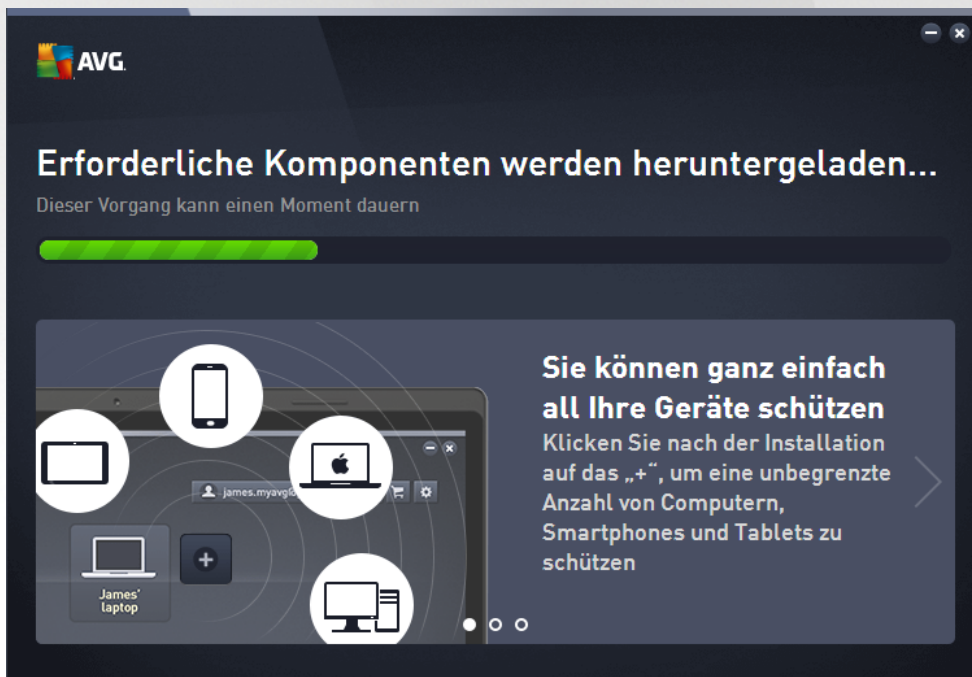 AVG.
Erforderliche Komponenten werden heruntergeladen...
Dieser Vorgang kann einen Moment dauern
Sie können ganz einfach
all Ihre Geräte schützen
Klicken Sie nach der Installation
auf das „+“, um eine unbegrenzte
Anzahl von Computern,
Smartphones und Tablets zu
schützen
+
James'
laptop